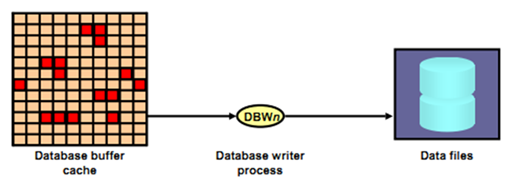 DBWn
Database buffer
cache
Database writer
process
Data files